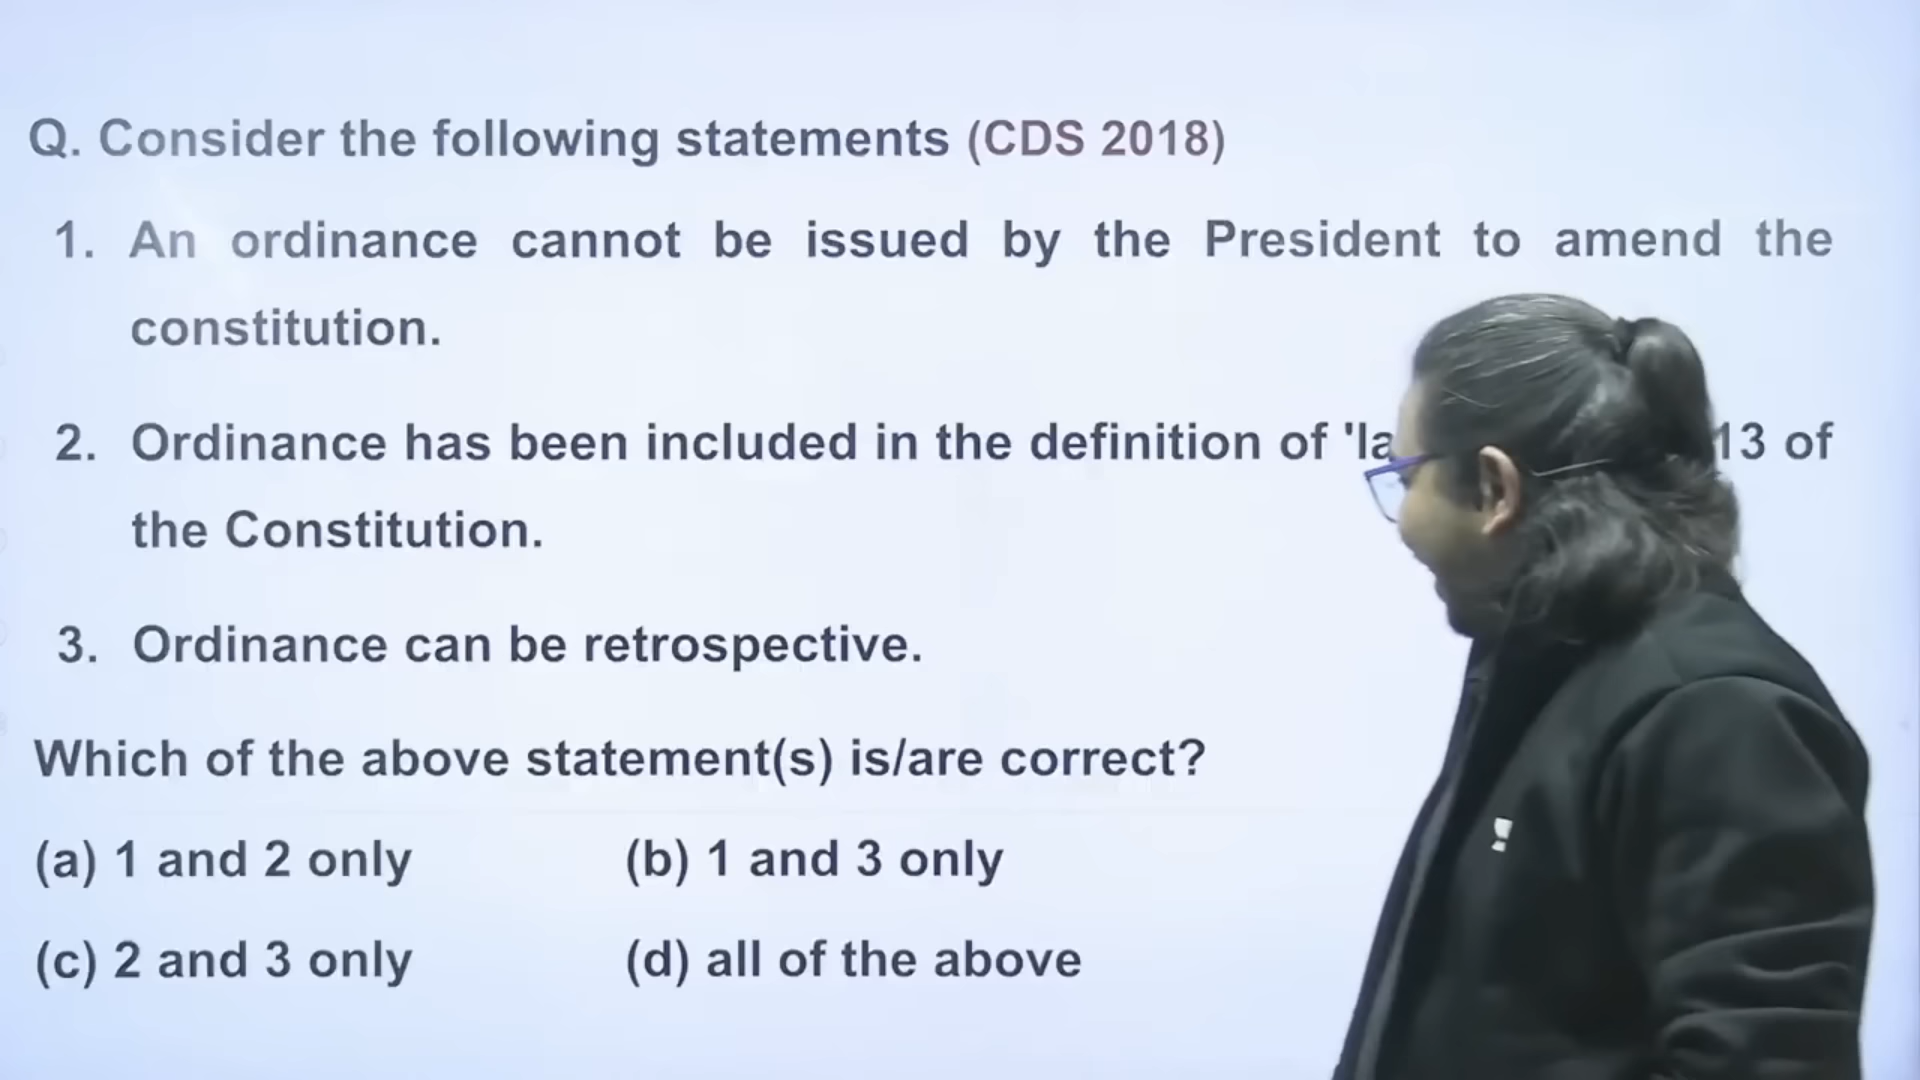 Q. Consider the following statements (CDS 2018)
1. An ordinance cannot be issued by the President to amend the
constitution.
2. Ordinance has been included in the definition of 13 of
the Constitution.
3. Ordinance can be retrospective.
Which of the above statement(s) is/are correct?
(a) 1 and 2 only (b) 1 and 3 only
(c) 2 and 3 only (d) all of the above